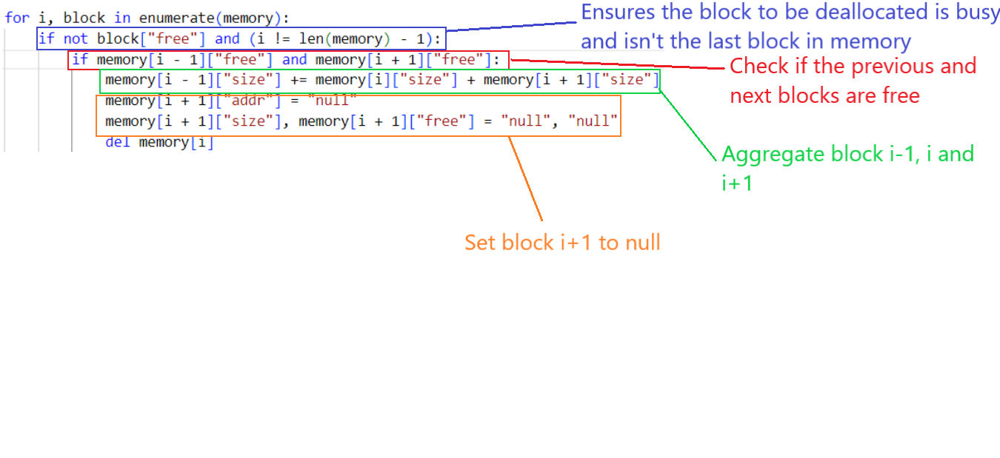 for i, block in enumerate(memory):
if not block["free"] and (i != len(memory) - 1):
if memory[i - 1]["free"] and memory[i + 1]["free"]:
memory[i - 1]["size"] += memory[i]["size"] + memory[i + 1]["size"]
memory[i + 1]["addr"] = "null"
memory[i + 1]["size"], memory[i + 1]["free"] = "null", "null"
del memory[i]
Ensures the block to be deallocated is busy
and isn't the last block in memory
Check if the previous and
next blocks are free
Aggregate block i-1, i and
i+1
Set block i+1 to null